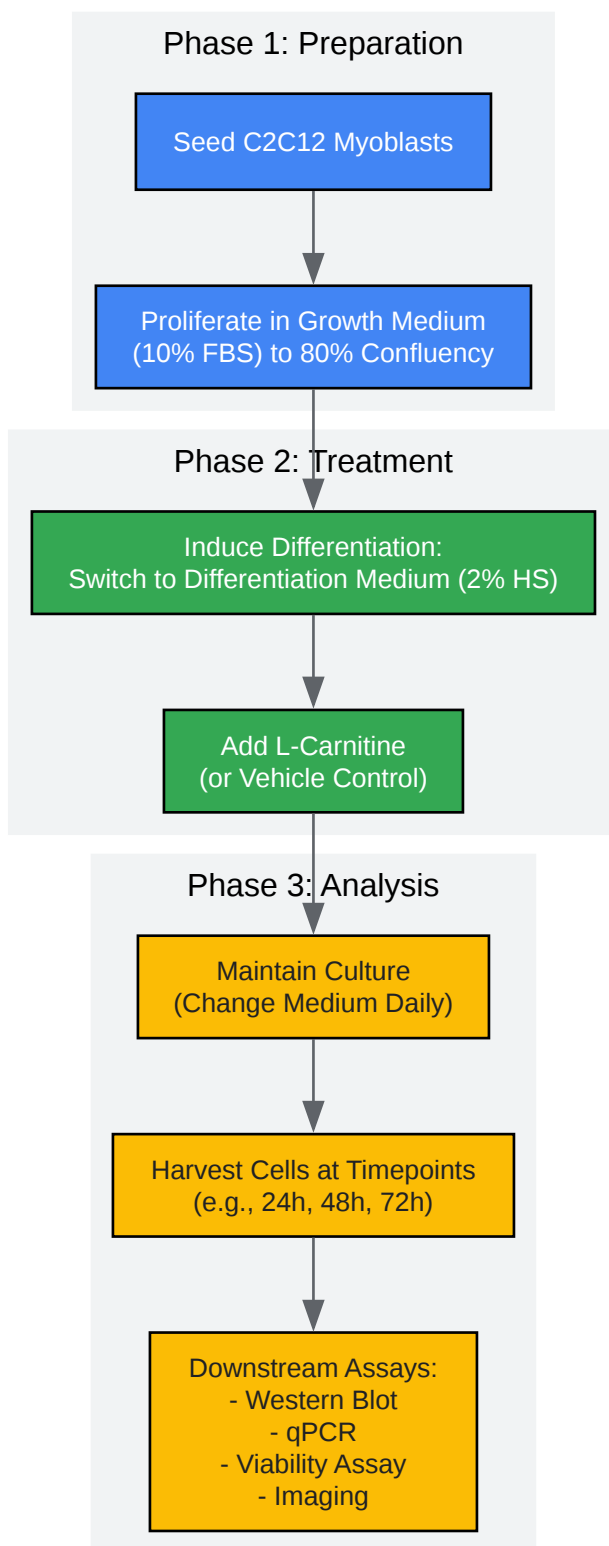 Phase 1: Preparation
Seed C2C12 Myoblasts
Proliferate in Growth Medium
(10% FBS) to 80% Confluency
Phase 2: Treatment
Induce Differentiation:
Switch to Differentiation Medium (2% HS)
Add L-Carnitine
(or Vehicle Control)
Phase 3: Analysis
Maintain Culture
(Change Medium Daily)
Harvest Cells at Timepoints
(e.g., 24h, 48h, 72h)
Downstream Assays:
- Western Blot
- qPCR
- Viability Assay
- Imaging